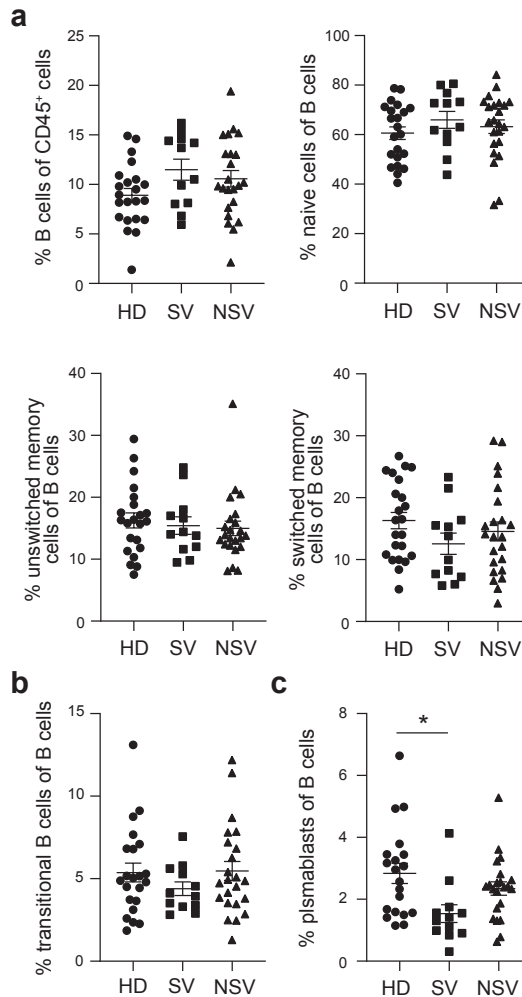 a
% B cells of CD45⁺ cells
25
20
15
10
5
0
HD SV NSV
% naive cells of B cells
100
80
60
40
20
0
HD SV NSV
% unswitched memory
cells of B cells
40
30
20
10
0
HD SV NSV
% switched memory
cells of B cells
40
30
20
10
0
HD SV NSV
b
% transitional B cells of B cells
15
10
5
0
HD SV NSV
c
% plsmablasts of B cells
8
6
4
2
0
*
HD SV NSV